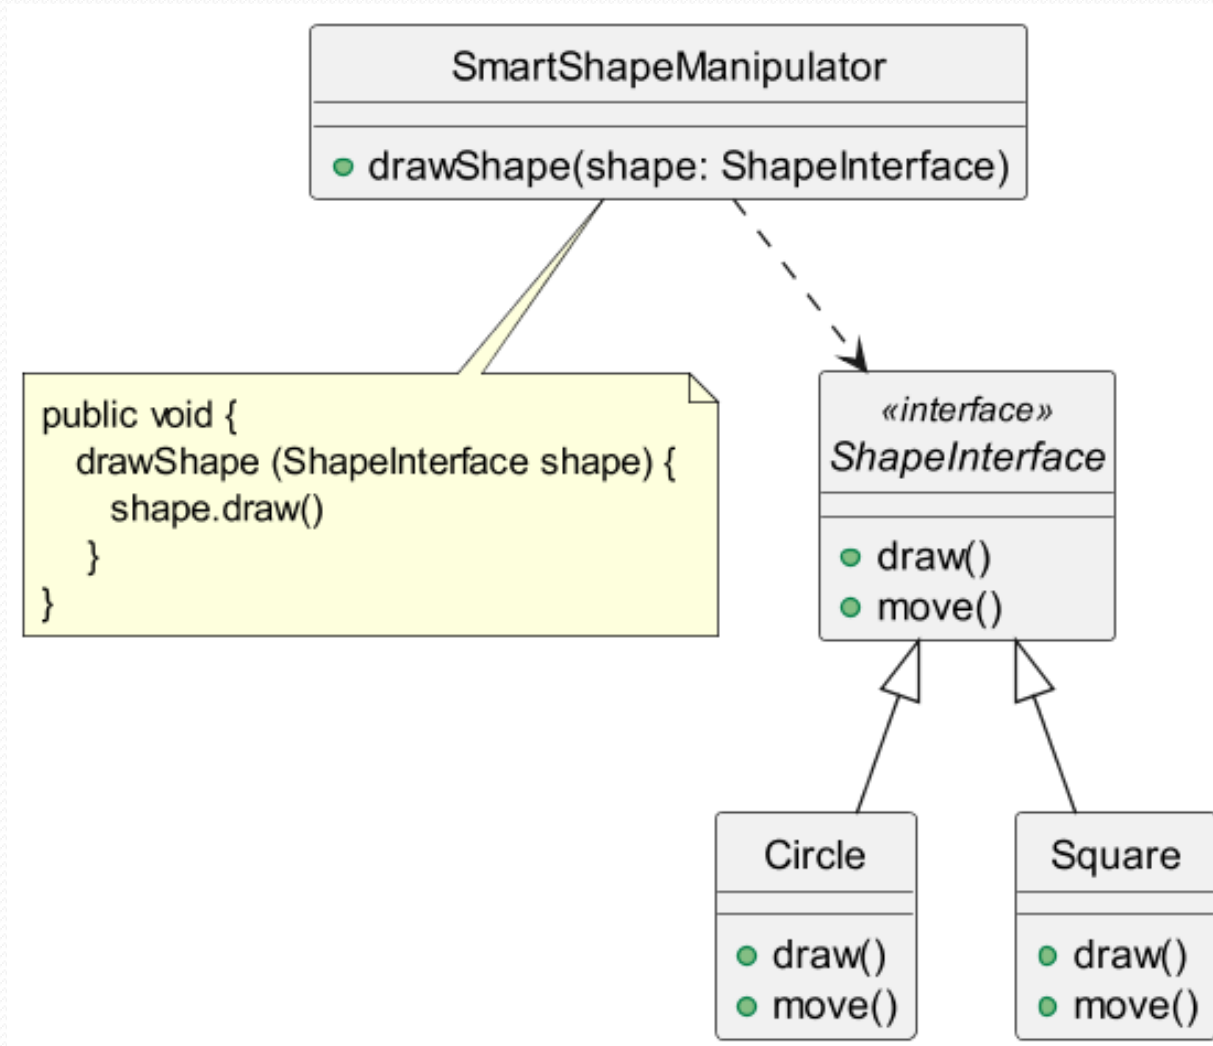 SmartShapeManipulator
drawShape(shape: ShapeInterface)
public void {
drawShape (ShapeInterface shape) {
shape.draw()
}
}
«interface»
ShapeInterface
draw()
move()
Circle
draw()
move()
Square
draw()
move()